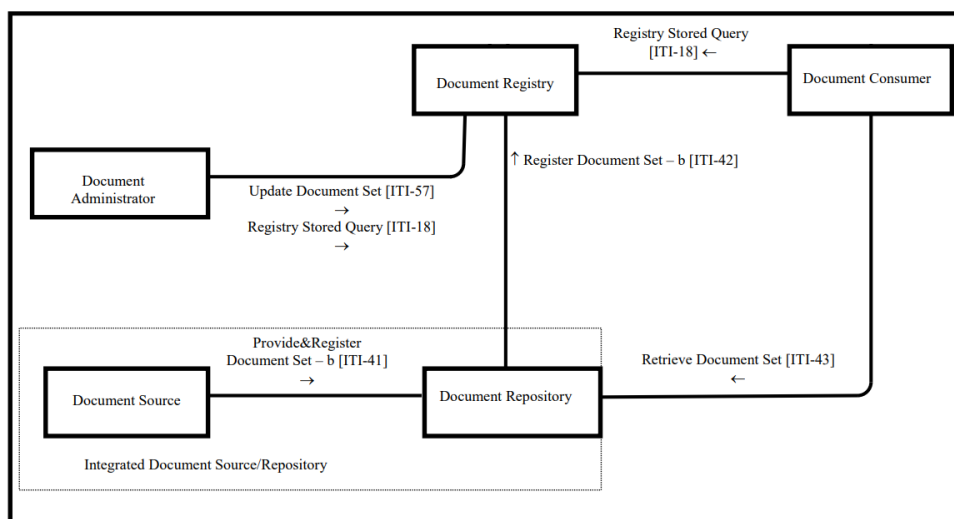 Registry Stored Query
[ITI-18] ←
Document Registry
Document Consumer
↑ Register Document Set – b [ITI-42]
Document
Administrator
Update Document Set [ITI-57]
→
Registry Stored Query [ITI-18]
→
Provide&Register
Document Set – b [ITI-41]
→
Retrieve Document Set [ITI-43]
←
Document Source
Document Repository
Integrated Document Source/Repository